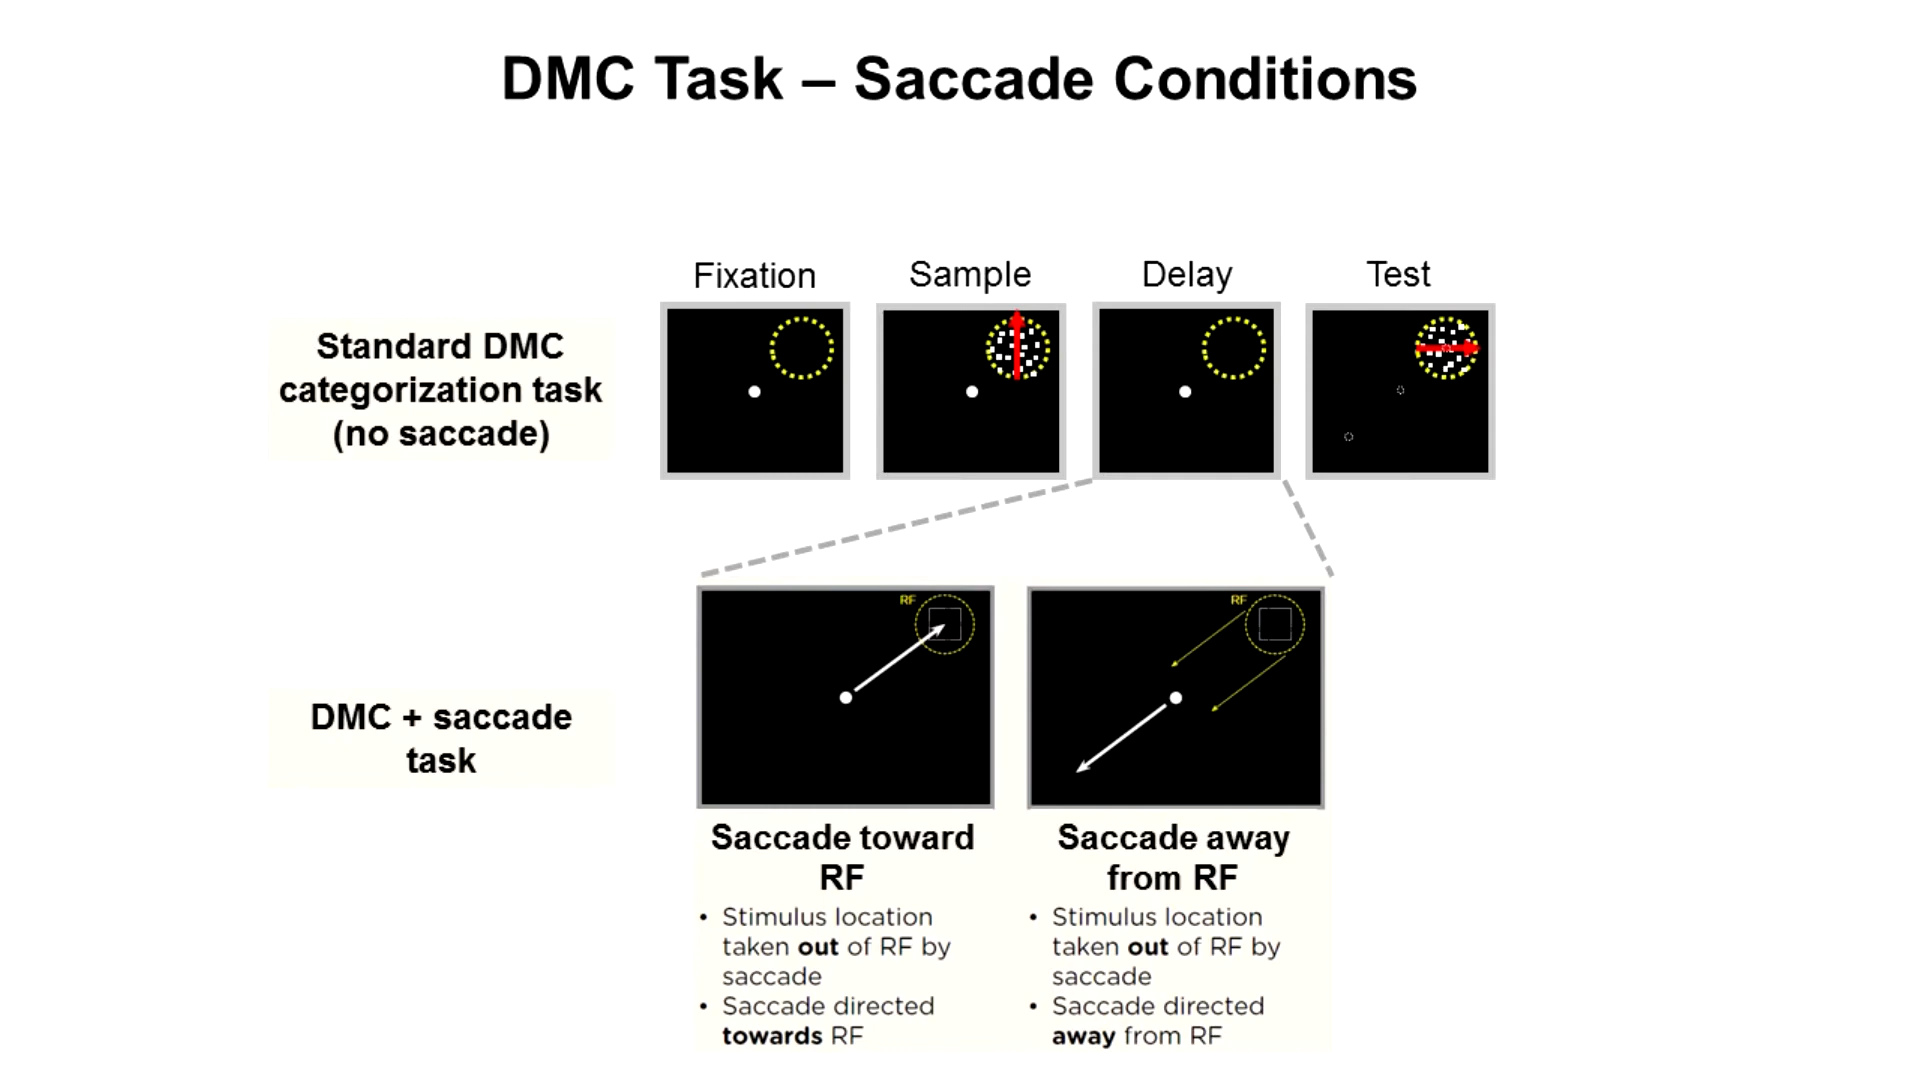 DMC Task – Saccade Conditions
Fixation
Sample
Delay
Test
Standard DMC
categorization task
(no saccade)
DMC + saccade
task
RF
RF
Saccade toward
RF
• Stimulus location
taken out of RF by
saccade
• Saccade directed
towards RF
Saccade away
from RF
• Stimulus location
taken out of RF by
saccade
• Saccade directed
away from RF